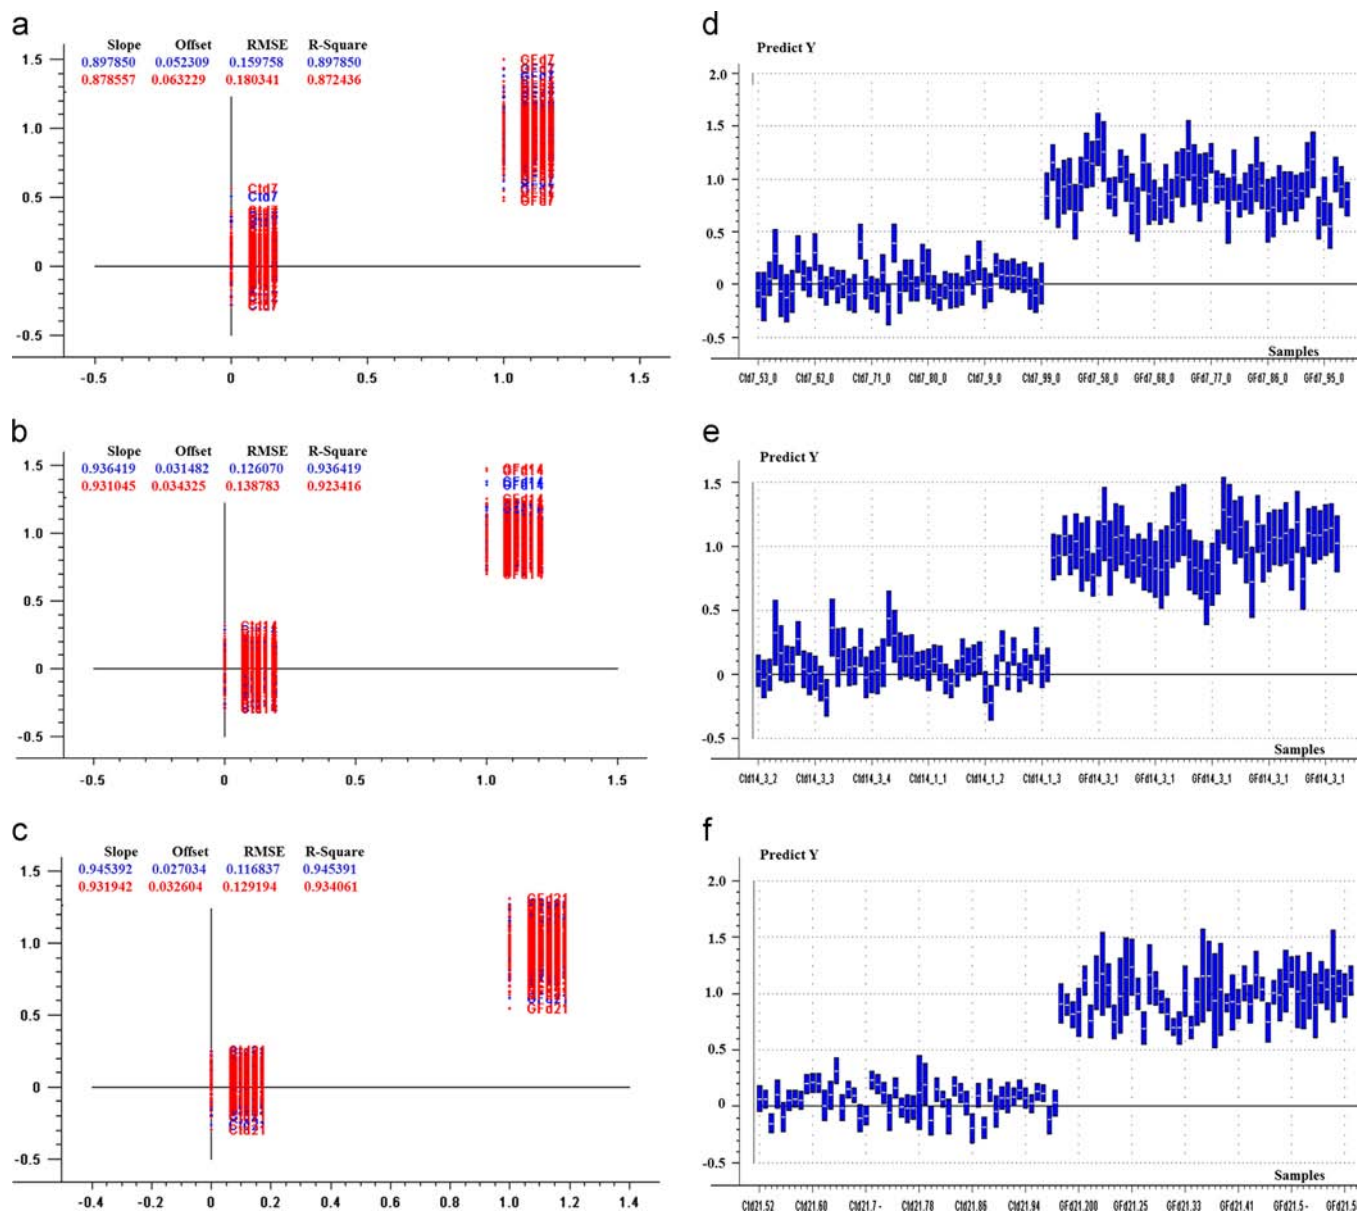 a
Slope Offset RMSE R-Square
0.897850 0.052309 0.159758 0.897850
0.878557 0.063229 0.180341 0.872436
1.5
1.0
0.5
0
-0.5
GFd7
GFd7
Ctd7
Ctd7
Ctd7
-0.5 0 0.5 1.0 1.5
d
Predict Y
2.0
1.5
1.0
0.5
0
-0.5
Samples
Ctd7_53_0 Ctd7_62_0 Ctd7_71_0 Ctd7_80_0 Ctd7_9_0 Ctd7_99_0 GFd7_58_0 GFd7_68_0 GFd7_77_0 GFd7_86_0 GFd7_95_0
b
Slope Offset RMSE R-Square
0.936419 0.031482 0.126070 0.936419
0.931045 0.034325 0.138783 0.923416
1.5
1.0
0.5
0
-0.5
GFd14
GFd14
GFd14
Ctd14
Ctd14
-0.5 0 0.5 1.0 1.5
e
Predict Y
1.5
1.0
0.5
0
-0.5
Samples
Ctd14_3_2 Ctd14_3_3 Ctd14_3_4 Ctd14_1_1 Ctd14_1_2 Ctd14_1_3 GFd14_3_1 GFd14_3_1 GFd14_3_1 GFd14_3_1 GFd14_3_1
c
Slope Offset RMSE R-Square
0.945392 0.027034 0.116837 0.945391
0.931942 0.032604 0.129194 0.934061
1.5
1.0
0.5
0
-0.5
GFd21
GFd21
Ctd21
Ctd21
-0.4 -0.2 0 0.2 0.4 0.6 0.8 1.0 1.2 1.4
f
Predict Y
2.0
1.5
1.0
0.5
0
-0.5
Samples
Ctd21.52 Ctd21.60 Ctd21.7- Ctd21.78 Ctd21.86 Ctd21.94 GFd21.200 GFd21.25 GFd21.33 GFd21.41 GFd21.5- GFd21.5